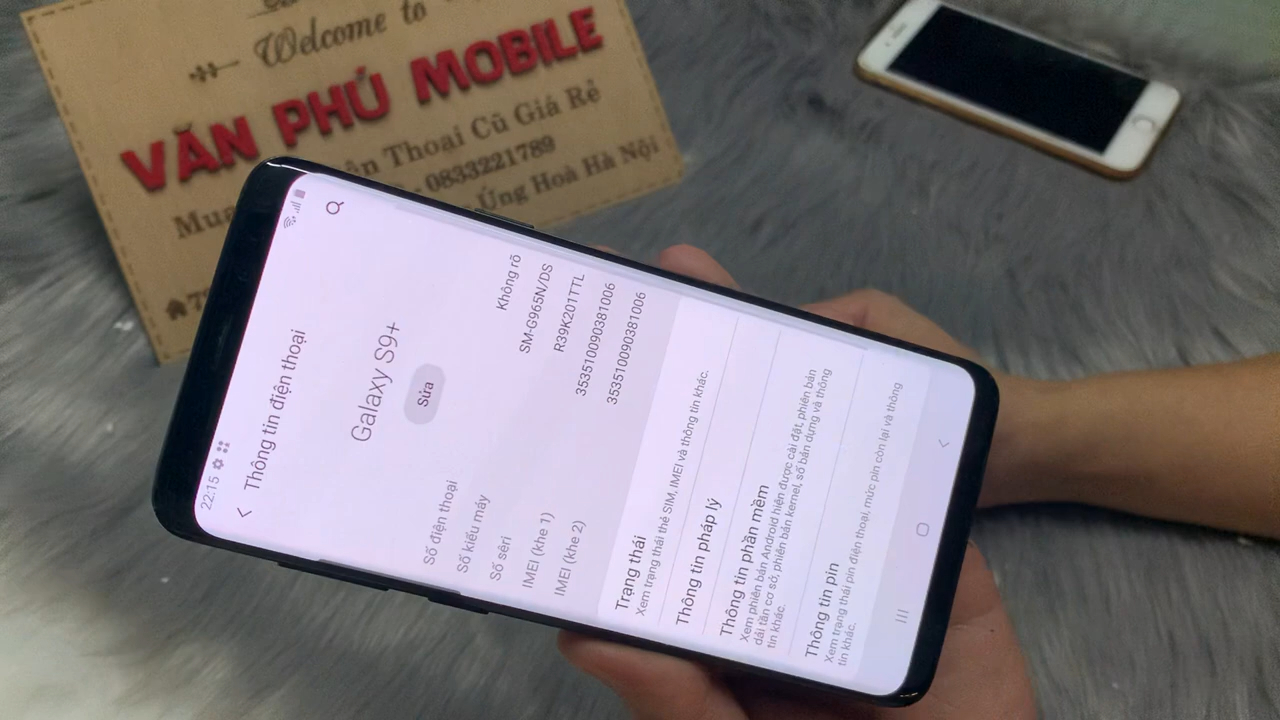 Welcome to
VĂN PHÚ MOBILE
Thoại Cũ Giá Rẻ
0833221789
Ứng Hoà Hà Nội
22:15
Thông tin điện thoại
Galaxy S9+
Sửa
Số điện thoại Không rõ
Số kiểu máy SM-G965N/DS
Số sêri R39K201TTL
IMEI (khe 1) 353510090381006
IMEI (khe 2) 353510090381006
Trạng thái
Xem trạng thái thẻ SIM, IMEI và thông tin khác.
Thông tin pháp lý
Thông tin phần mềm
Xem phiên bản Android hiện được cài đặt, phiên bản
dải tần cơ sở, phiên bản kernel, số bản dựng và thông
tin khác.
Thông tin pin
Xem trạng thái pin điện thoại, mức pin còn lại và thông
tin khác.